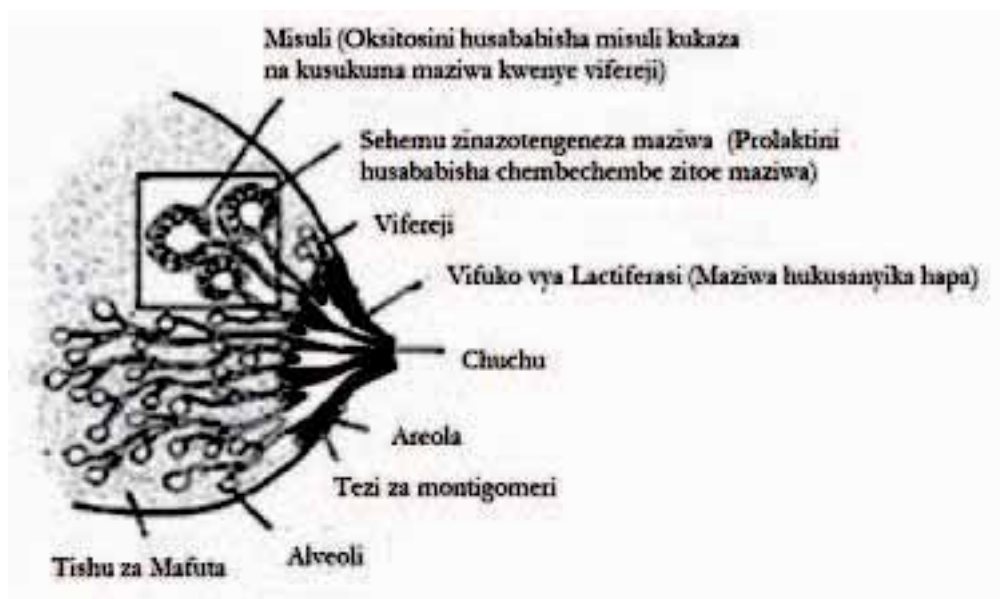 Misuli (Oksitosini husababisha misuli kukaza
na kusukuma maziwa kwenye vifereji)
Sehemu zinazotengeneza maziwa (Prolaktini
husababisha chembechembe zitoe maziwa)
Vifereji
Vifuko vya Lactiferasi (Maziwa hukusanyika hapa)
Chuchu
Areola
Tezi za montigomeri
Alveoli
Tishu za Mafuta